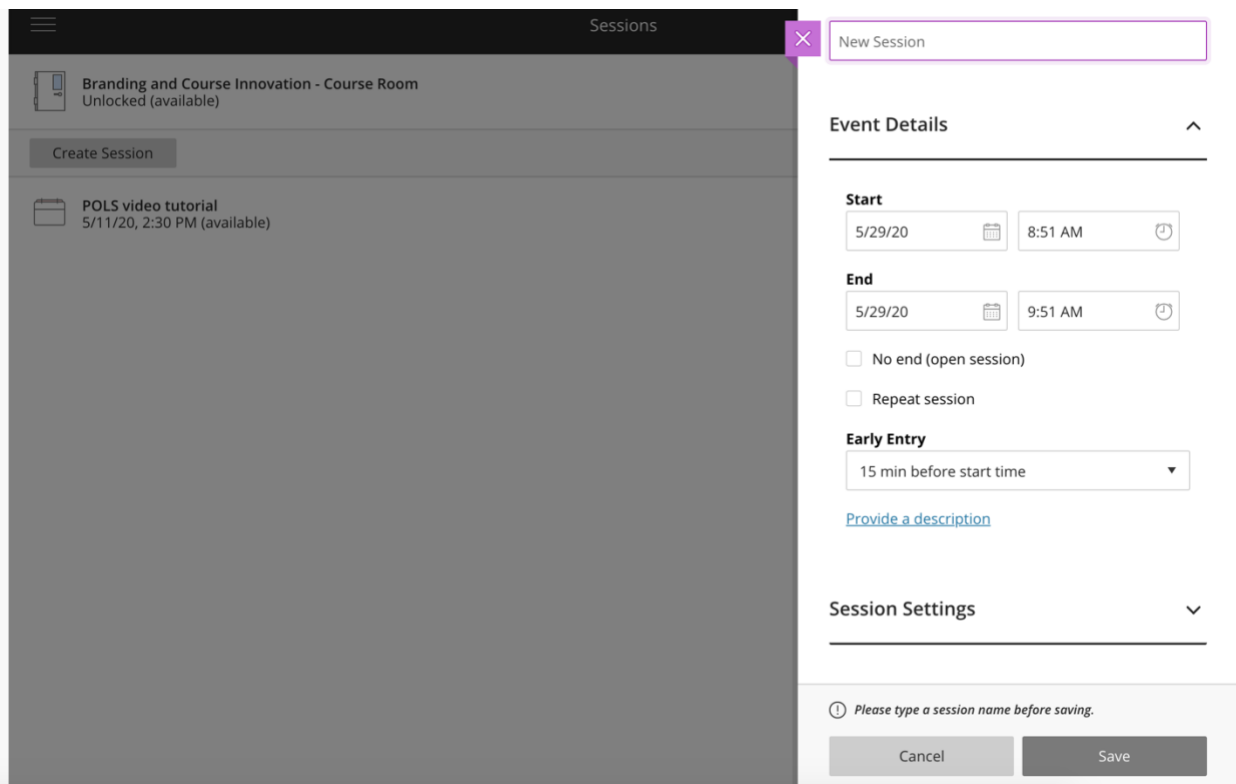 Sessions
Branding and Course Innovation - Course Room
Unlocked (available)
Create Session
POLS video tutorial
5/11/20, 2:30 PM (available)
New Session
Event Details
Start
5/29/20
8:51 AM
End
5/29/20
9:51 AM
No end (open session)
Repeat session
Early Entry
15 min before start time
Provide a description
Session Settings
Please type a session name before saving.
Cancel
Save